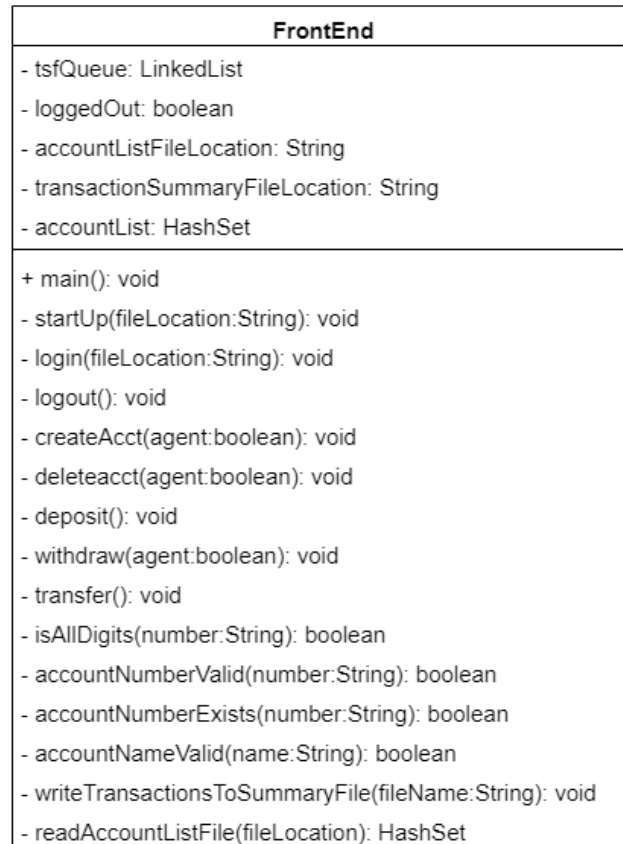 FrontEnd
- tsfQueue: LinkedList
- loggedOut: boolean
- accountListFileLocation: String
- transactionSummaryFileLocation: String
- accountList: HashSet
+ main(): void
- startUp(fileLocation:String): void
- login(fileLocation:String): void
- logout(): void
- createAcct(agent:boolean): void
- deleteacct(agent:boolean): void
- deposit(): void
- withdraw(agent:boolean): void
- transfer(): void
- isAllDigits(number:String): boolean
- accountNumberValid(number:String): boolean
- accountNumberExists(number:String): boolean
- accountNameValid(name:String): boolean
- writeTransactionsToSummaryFile(fileName:String): void
- readAccountListFile(fileLocation): HashSet